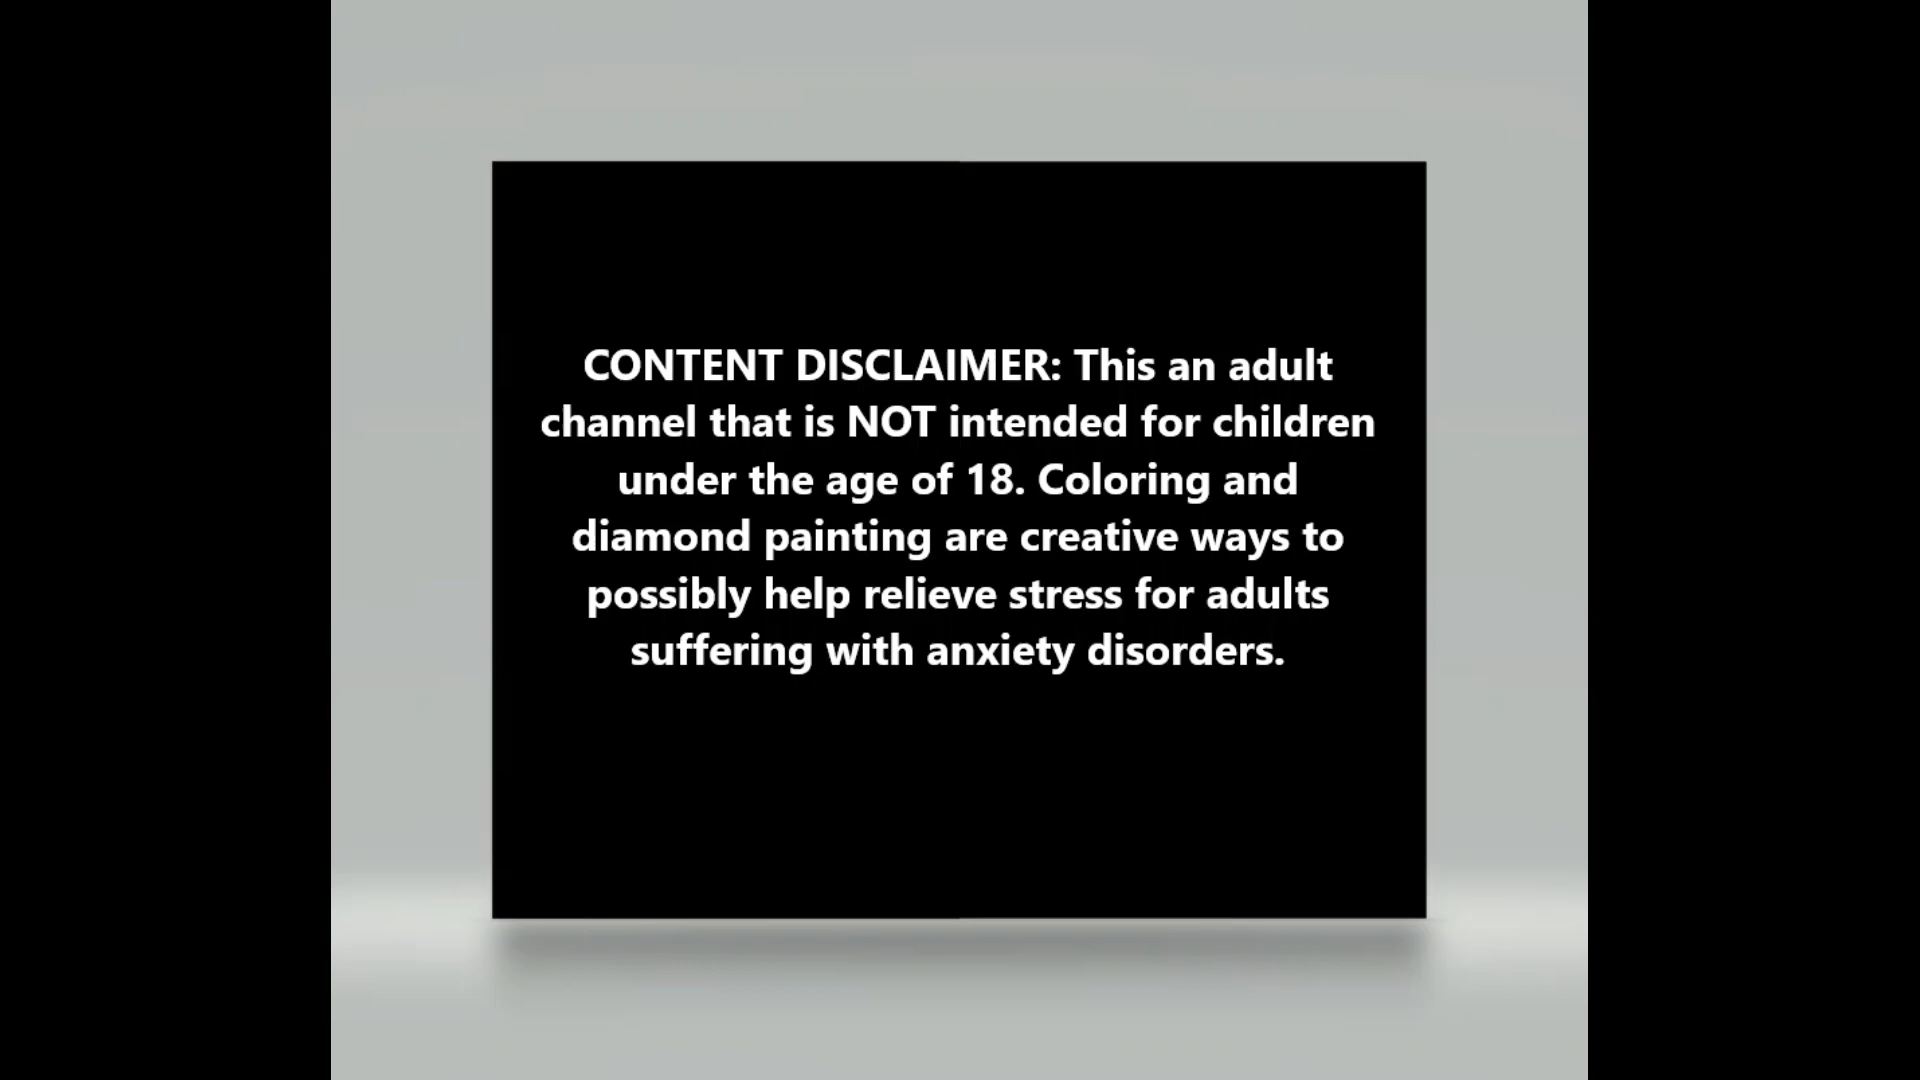 CONTENT DISCLAIMER: This an adult
channel that is NOT intended for children
under the age of 18. Coloring and
diamond painting are creative ways to
possibly help relieve stress for adults
suffering with anxiety disorders.